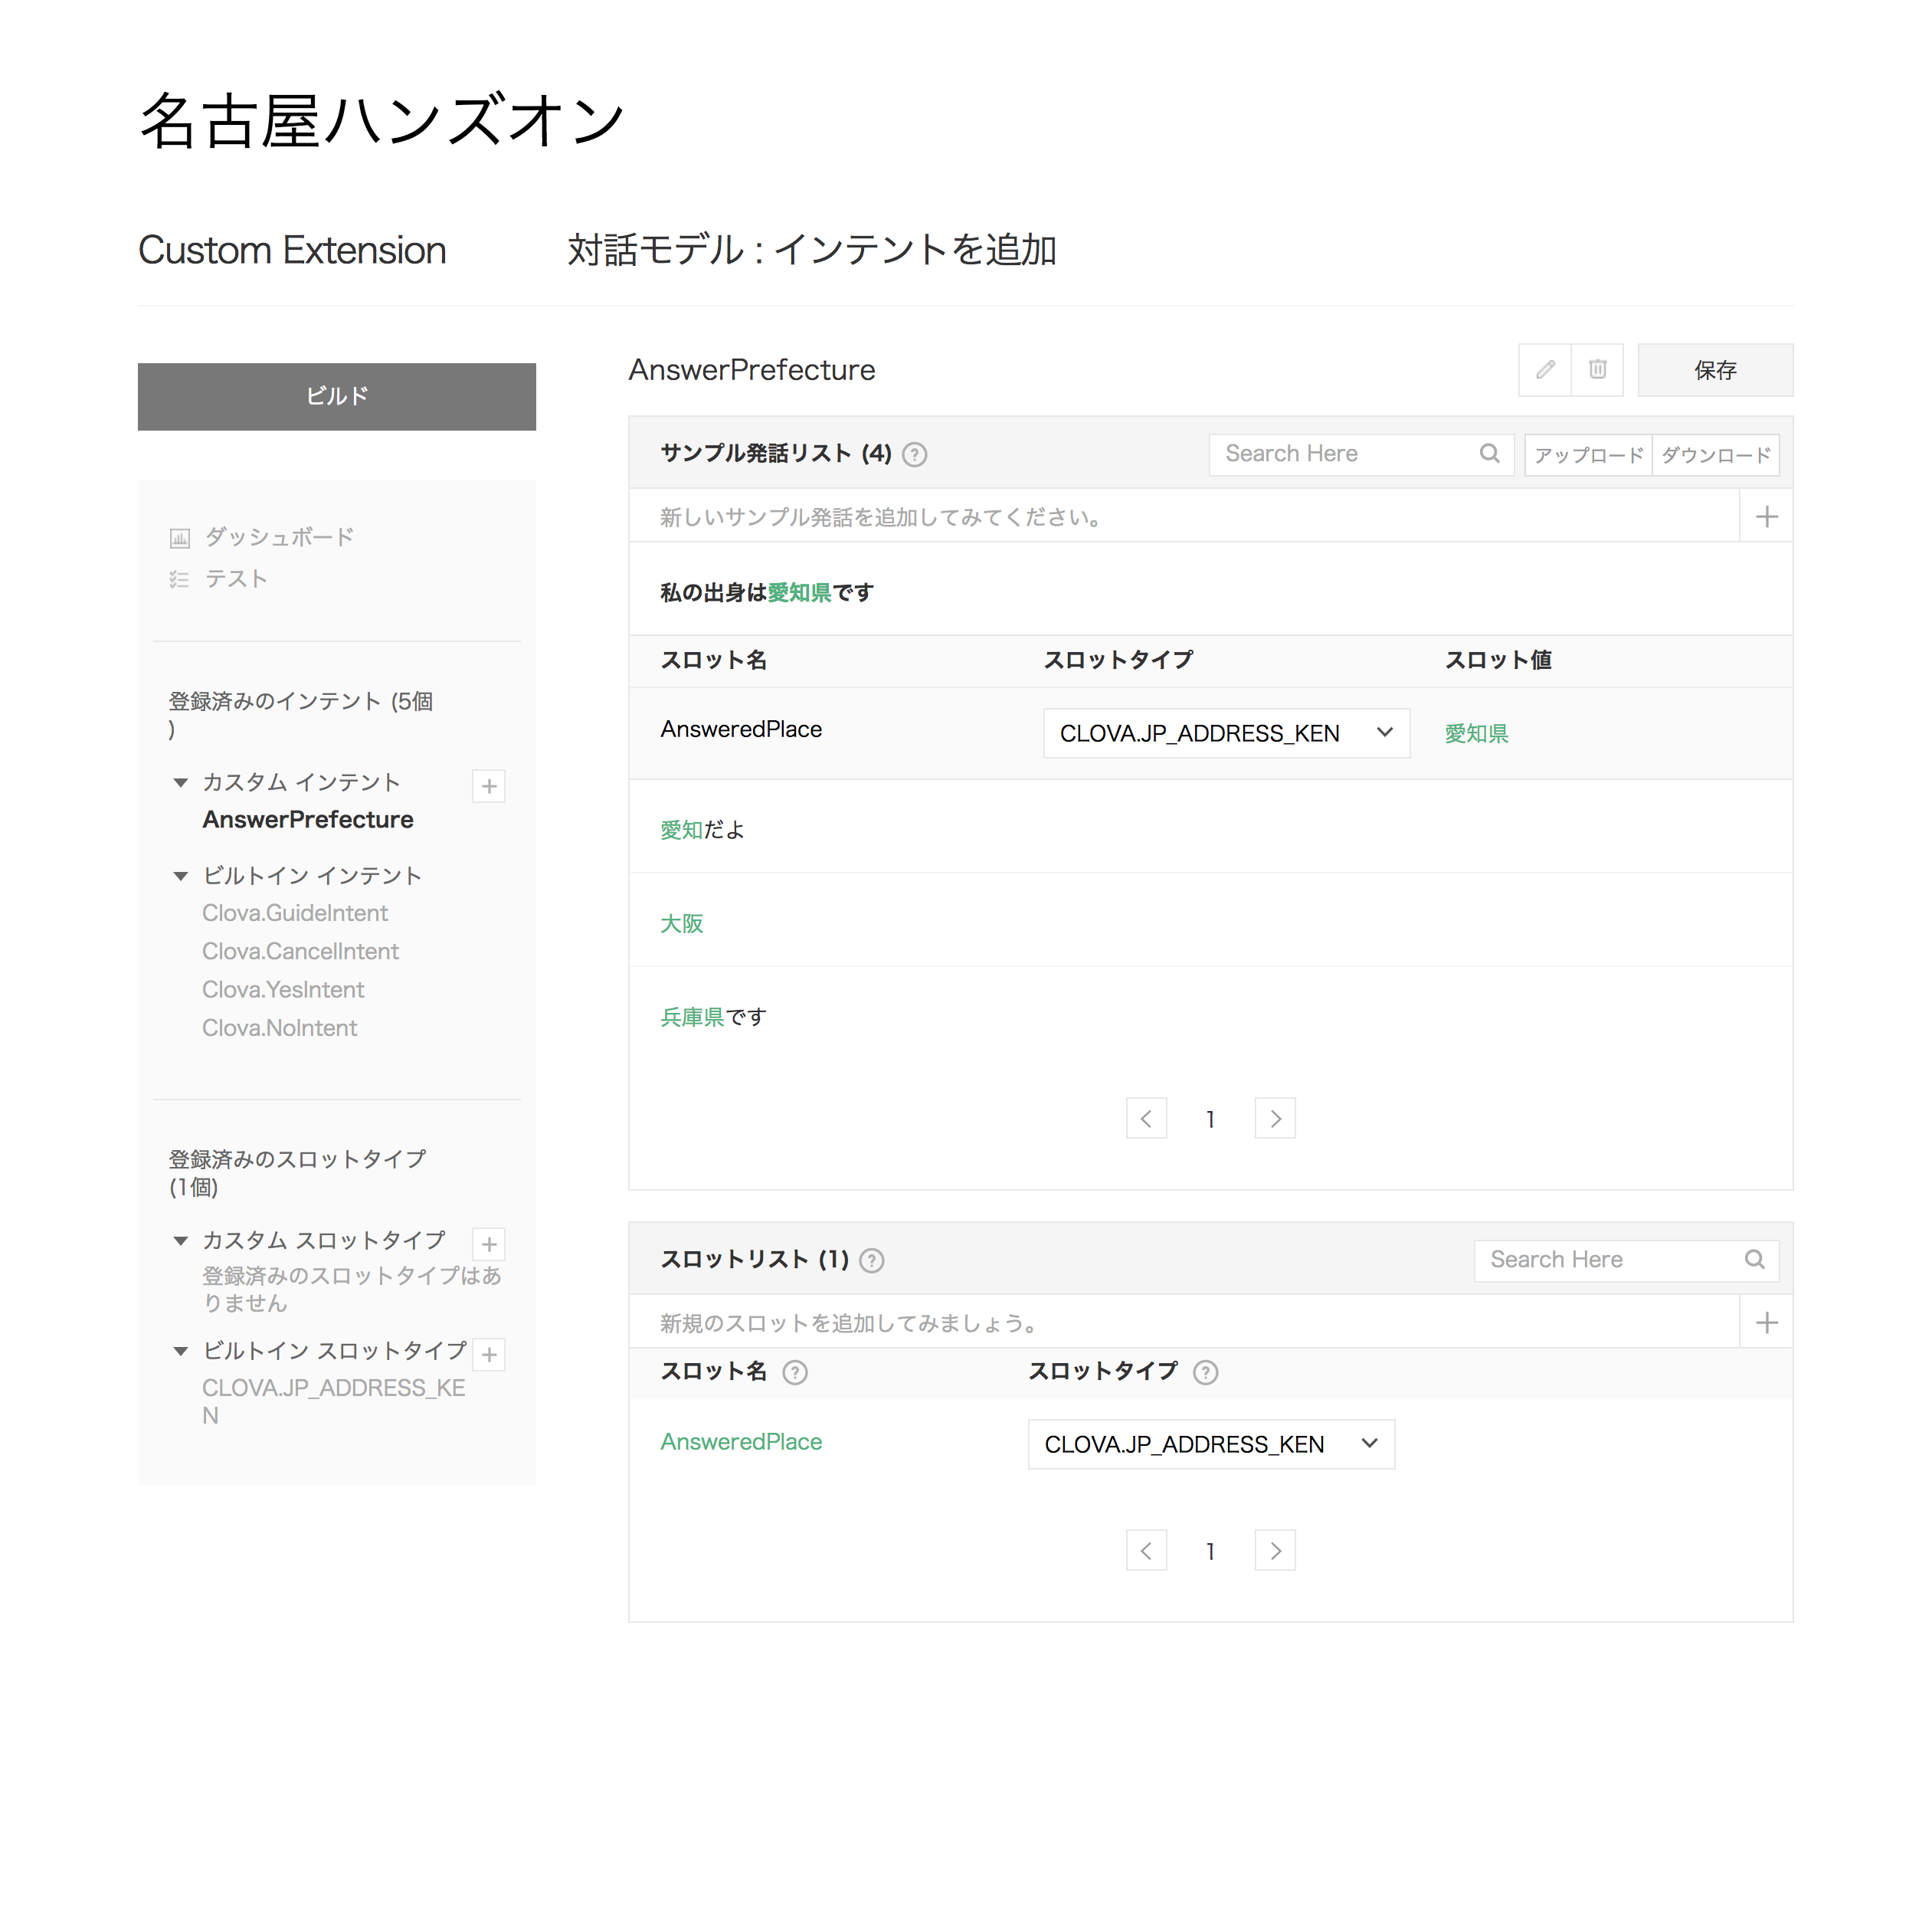 名古屋ハンズオン
Custom Extension
対話モデル : インテントを追加
ビルド
ダッシュボード
テスト
登録済みのインテント (5個
)
カスタム インテント
AnswerPrefecture
ビルトイン インテント
Clova.GuideIntent
Clova.CancelIntent
Clova.YesIntent
Clova.NoIntent
登録済みのスロットタイプ
(1個)
カスタム スロットタイプ
登録済みのスロットタイプはあ
りません
ビルトイン スロットタイプ
CLOVA.JP_ADDRESS_KE
N
AnswerPrefecture
保存
サンプル発話リスト (4) ?
Search Here
アップロード
ダウンロード
新しいサンプル発話を追加してみてください。
私の出身は愛知県です
スロット名 スロットタイプ スロット値
AnsweredPlace CLOVA.JP_ADDRESS_KEN 愛知県
愛知だよ
大阪
兵庫県です
1
スロットリスト (1) ?
Search Here
新規のスロットを追加してみましょう。
スロット名 ? スロットタイプ ?
AnsweredPlace CLOVA.JP_ADDRESS_KEN
1